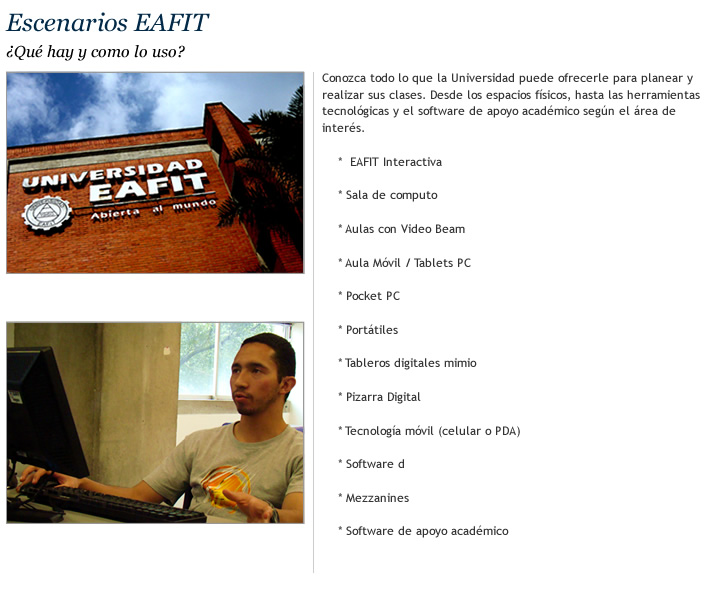 Escenarios EAFIT
¿Qué hay y como lo uso?
UNIVERSIDAD
EAFIT
Abierta al mundo
Conozca todo lo que la Universidad puede ofrecerle para planear y
realizar sus clases. Desde los espacios físicos, hasta las herramientas
tecnológicas y el software de apoyo académico según el área de
interés.
* EAFIT Interactiva
* Sala de computo
* Aulas con Video Beam
* Aula Móvil / Tablets PC
* Pocket PC
* Portátiles
* Tableros digitales mimio
* Pizarra Digital
* Tecnología móvil (celular o PDA)
* Software d
* Mezzanines
* Software de apoyo académico